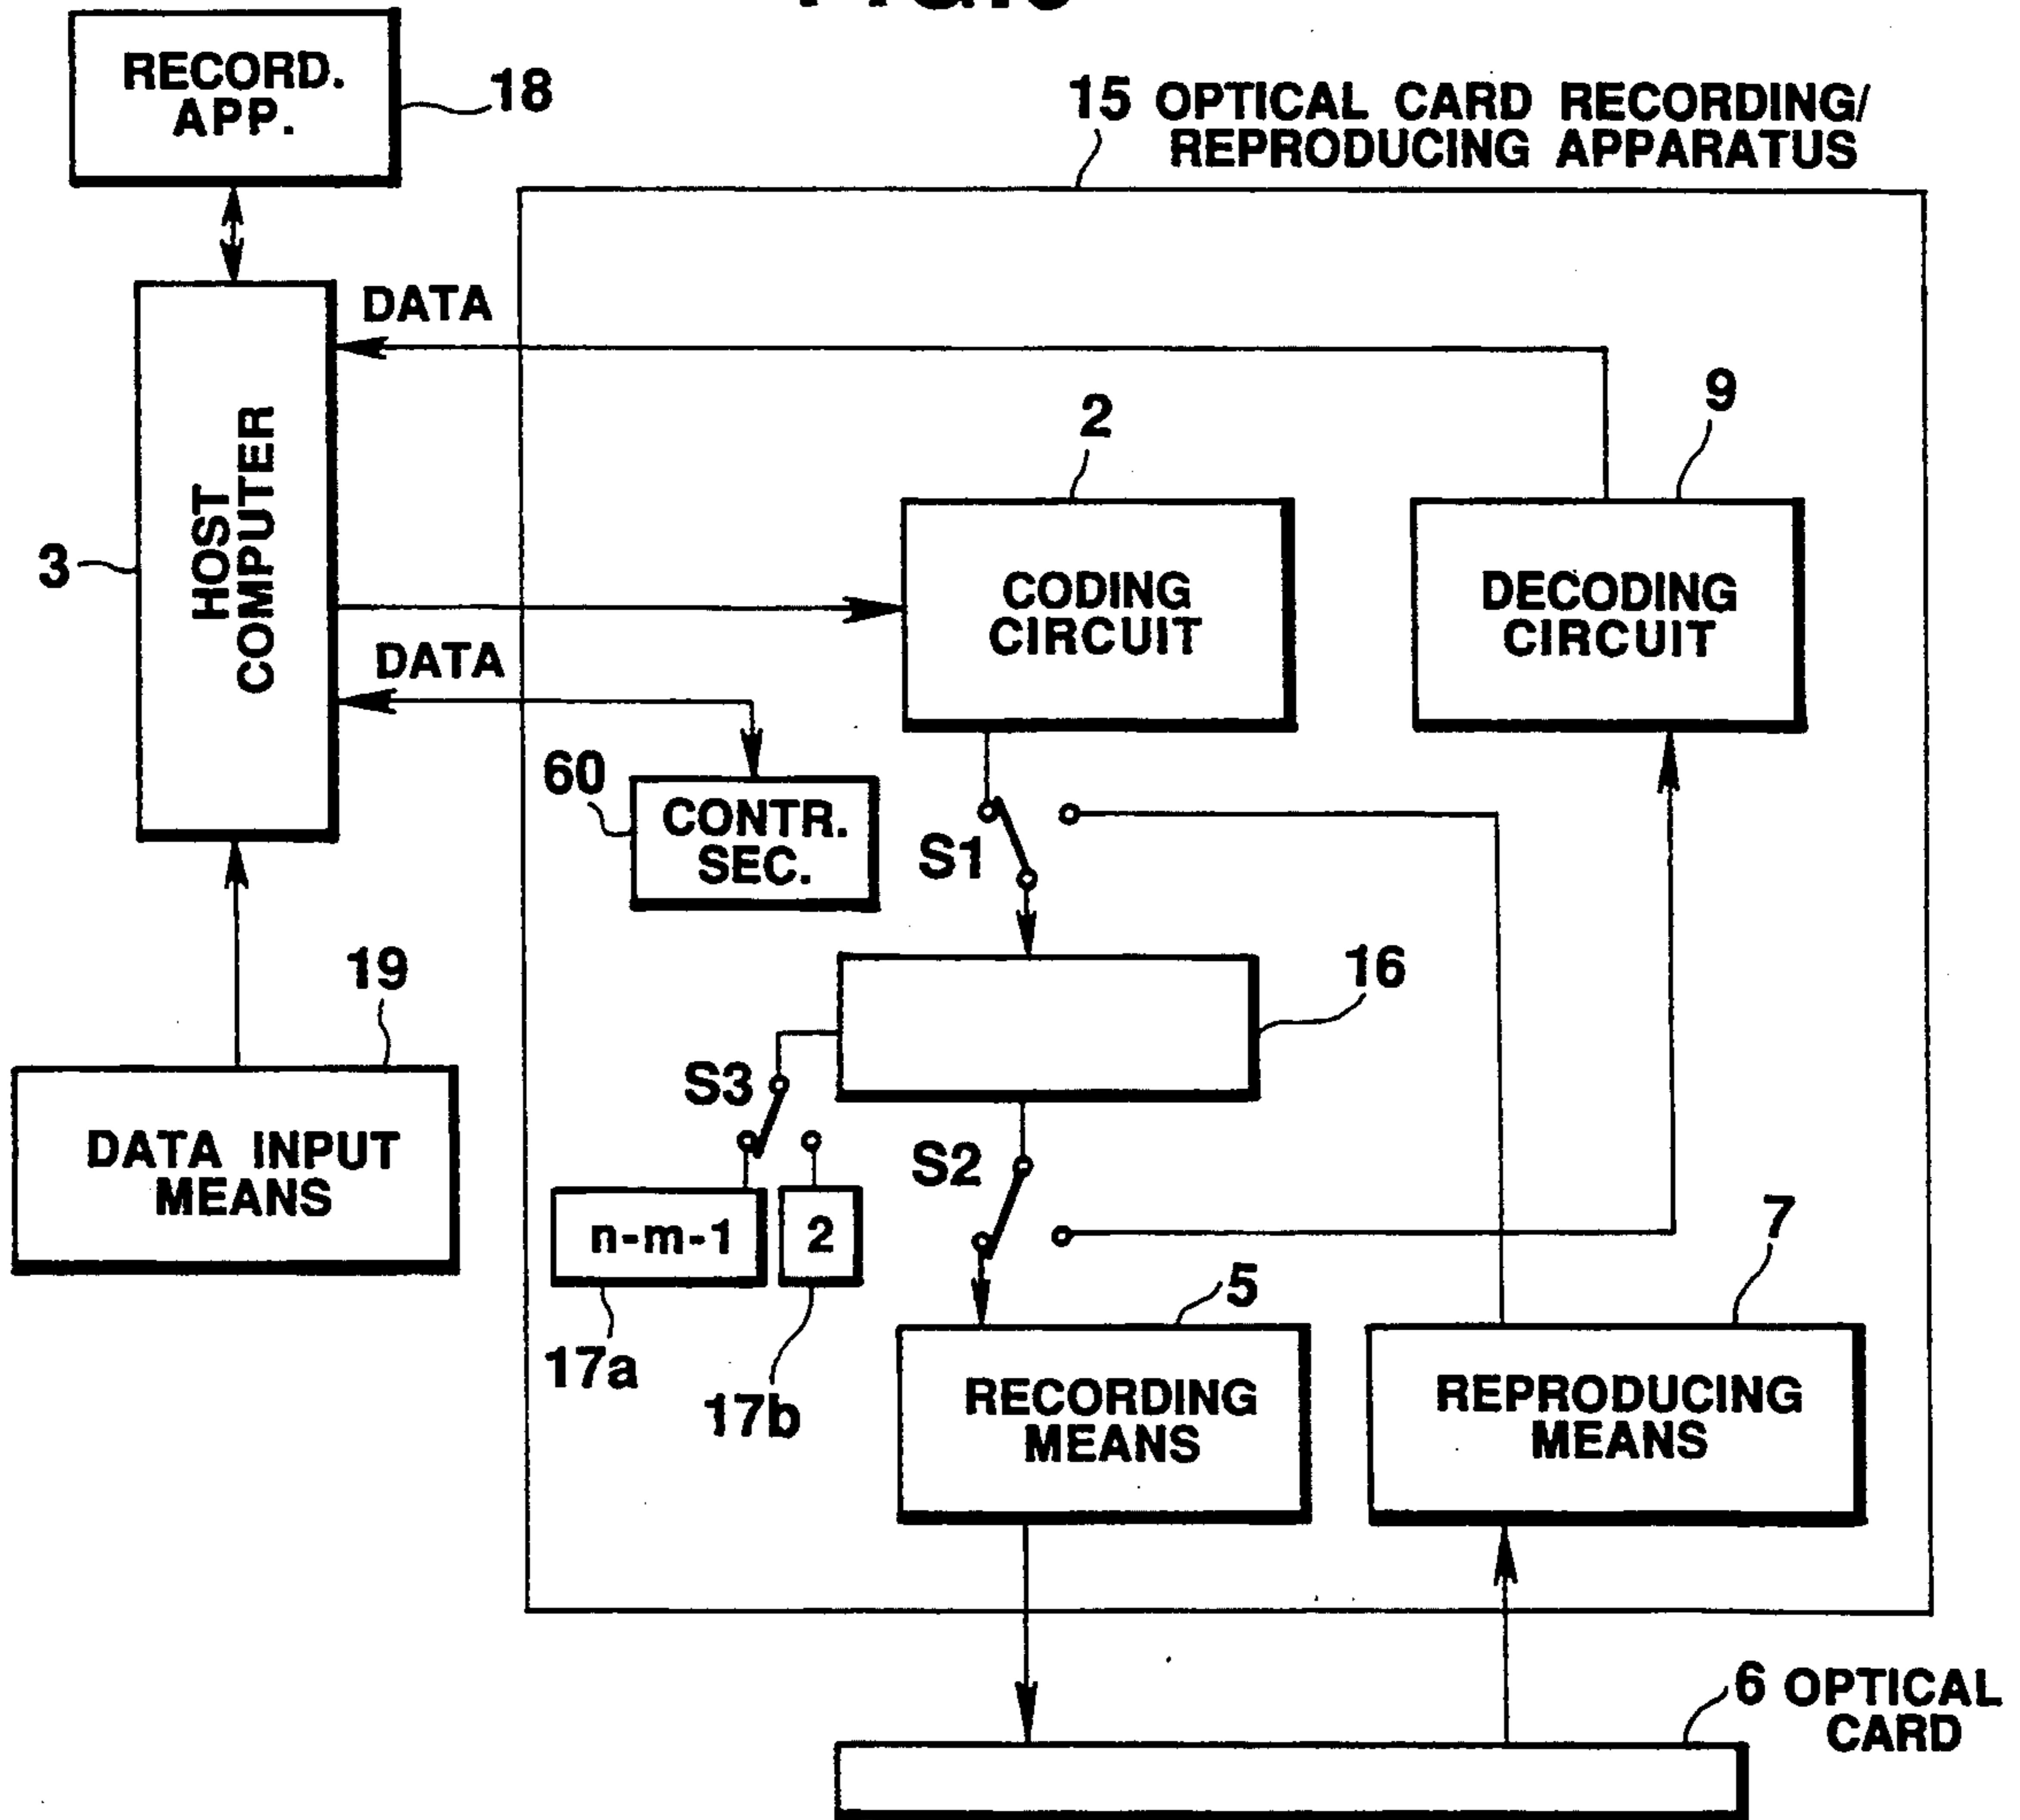 RECORD.
APP.
18
15 OPTICAL CARD RECORDING/
REPRODUCING APPARATUS
DATA
HOST
COMPUTER
3
2
9
CODING
CIRCUIT
DECODING
CIRCUIT
DATA
60
CONTR.
SEC.
S1
19
16
DATA INPUT
MEANS
S3
S2
n-m-1
2
17a
17b
5
7
RECORDING
MEANS
REPRODUCING
MEANS
6 OPTICAL
CARD